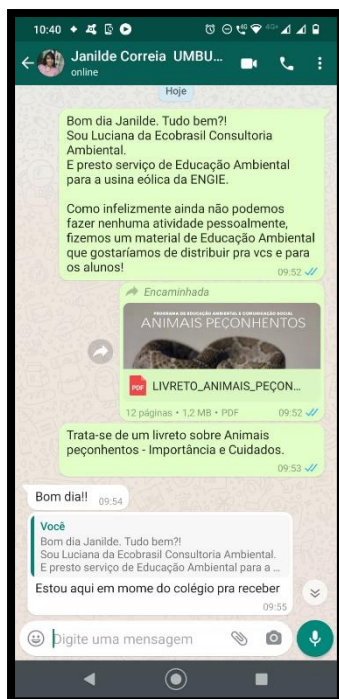 10:40
4G+
Janilde Correia UMBU...
online
Hoje
Bom dia Janilde. Tudo bem?!
Sou Luciana da Ecobrasil Consultoria
Ambiental.
E presto serviço de Educação Ambiental
para a usina eólica da ENGIE.
Como infelizmente ainda não podemos
fazer nenhuma atividade pessoalmente,
fizemos um material de Educação Ambiental
que gostaríamos de distribuir pra vcs e para
os alunos!
09:52
Encaminhada
PROGRAMA DE EDUCAÇÃO AMBIENTAL E COMUNICAÇÃO SOCIAL
ANIMAIS PEÇONHENTOS
PDF
LIVRETO_ANIMAIS_PEÇON...
12 páginas • 1,2 MB • PDF 09:52
Trata-se de um livreto sobre Animais
peçonhentos - Importância e Cuidados.
09:53
Bom dia!! 09:54
Você
Bom dia Janilde. Tudo bem?!
Sou Luciana da Ecobrasil Consultoria Ambiental.
E presto serviço de Educação Ambiental para a ...
Estou aqui em mome do colégio pra receber
09:55
Digite uma mensagem